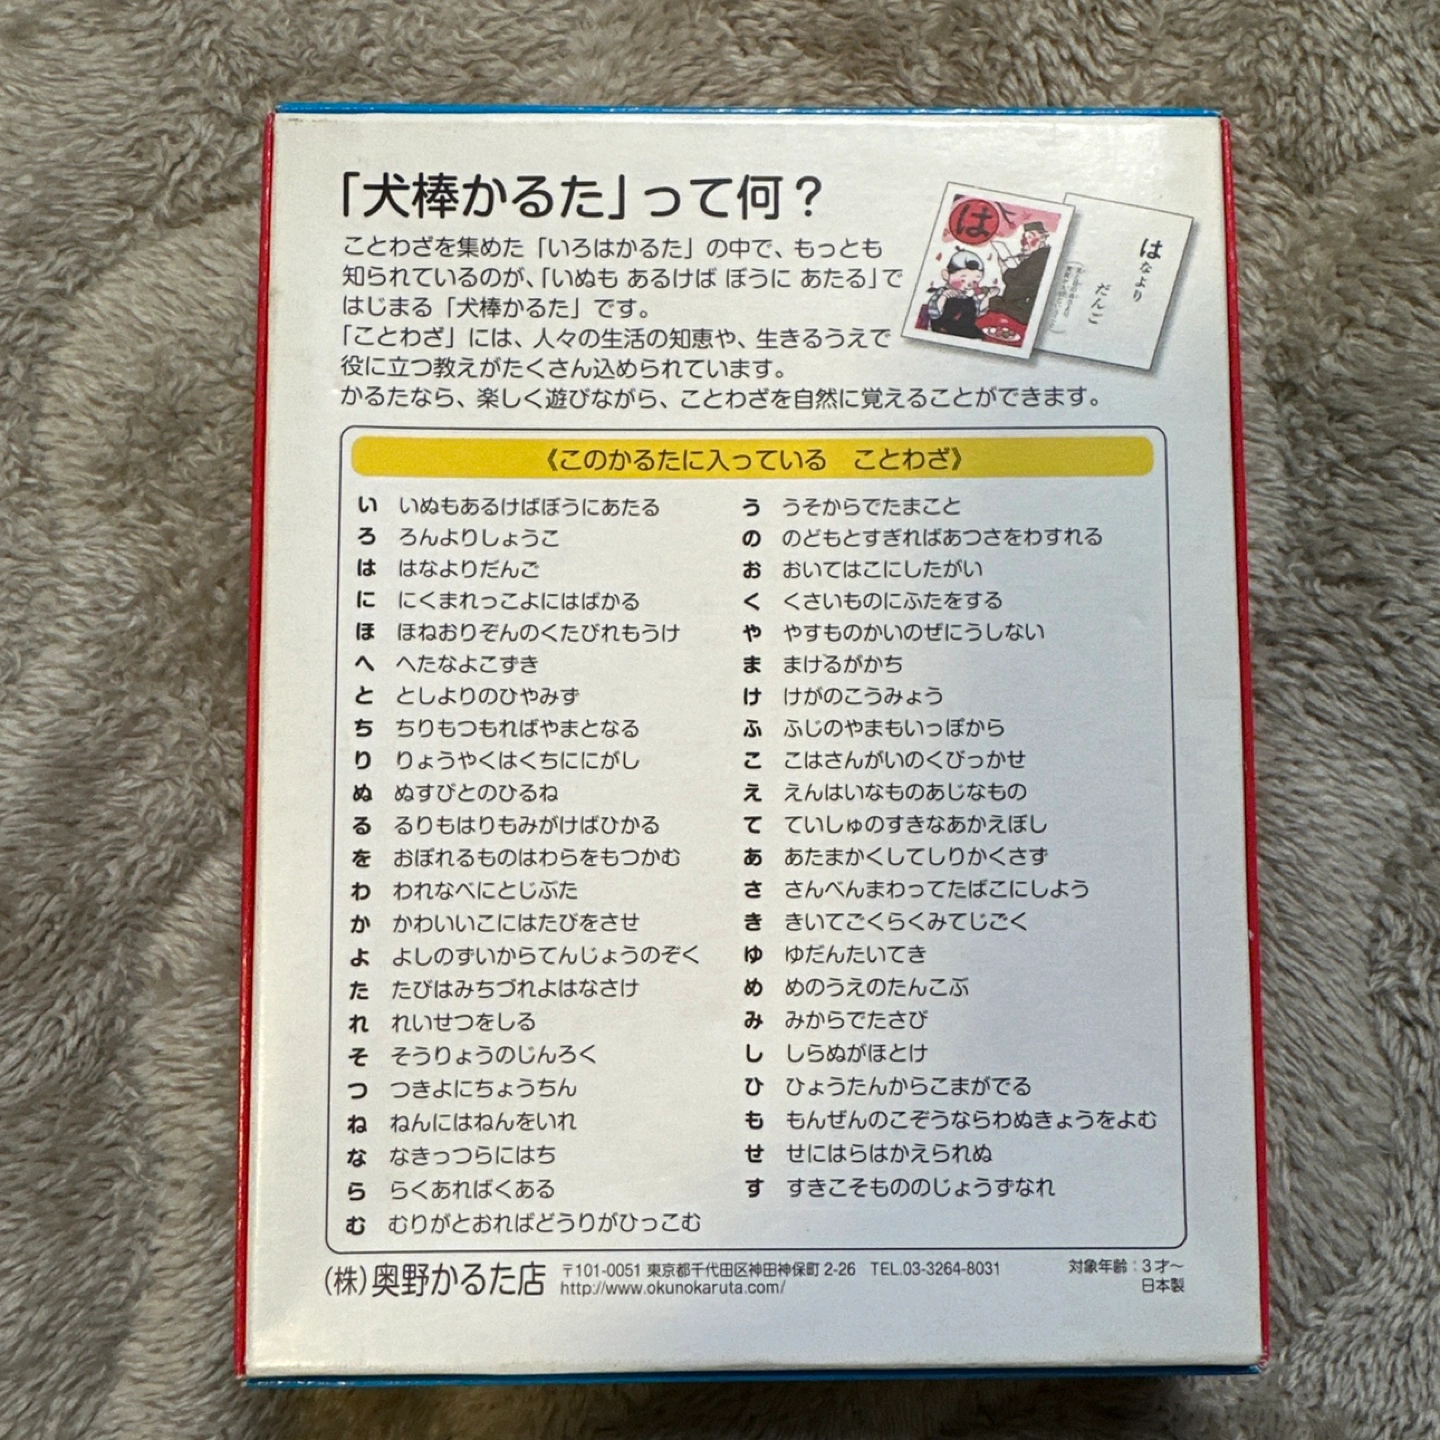 「犬棒かるた」って何？
ことわざを集めた「いろはかるた」の中で、もっとも
知られているのが、「いぬも あるけば ぼうに あたる」で
はじまる「犬棒かるた」です。
「ことわざ」には、人々の生活の知恵や、生きるうえで
役に立つ教えがたくさん込められています。
かるたなら、楽しく遊びながら、ことわざを自然に覚えることができます。
は
はなより
だんご
《このかるたに入っている　ことわざ》
い　いぬもあるけばぼうにあたる
ろ　ろんよりしょうこ
は　はなよりだんご
に　にくまれっこよにはばかる
ほ　ほねおりぞんのくたびれもうけ
へ　へたなよこずき
と　としよりのひやみず
ち　ちりもつもればやまとなる
り　りょうやくはくちににがし
ぬ　ぬすびとのひるね
る　るりもはりもみがけばひかる
を　おぼれるものはわらをもつかむ
わ　われなべにとじぶた
か　かわいいこにはたびをさせ
よ　よしのずいからてんじょうのぞく
た　たびはみちづれよはなさけ
れ　れいせつをしる
そ　そうりょうのじんろく
つ　つきよにちょうちん
ね　ねんにはねんをいれ
な　なきっつらにはち
ら　らくあればくある
む　むりがとおればどうりがひっこむ
う　うそからでたまこと
の　のどもとすぎればあつさをわすれる
お　おいてはこにしたがい
く　くさいものにふたをする
や　やすものかいのぜにうしない
ま　まけるがかち
け　けがのこうみょう
ふ　ふじのやまもいっぽから
こ　こはさんがいのくびっかせ
え　えんはいなものあじなもの
て　ていしゅのすきなあかえぼし
あ　あたまかくしてしりかくさず
さ　さんべんまわってたばこにしよう
き　きいてごくらくみてじごく
ゆ　ゆだんたいてき
め　めのうえのたんこぶ
み　みからでたさび
し　しらぬがほとけ
ひ　ひょうたんからこまがでる
も　もんぜんのこぞうならわぬきょうをよむ
せ　せにはらはかえられぬ
す　すきこそもののじょうずなれ
（株）奥野かるた店
〒101-0051 東京都千代田区神田神保町 2-26　TEL.03-3264-8031
http://www.okunokaruta.com/
対象年齢：3才〜
日本製